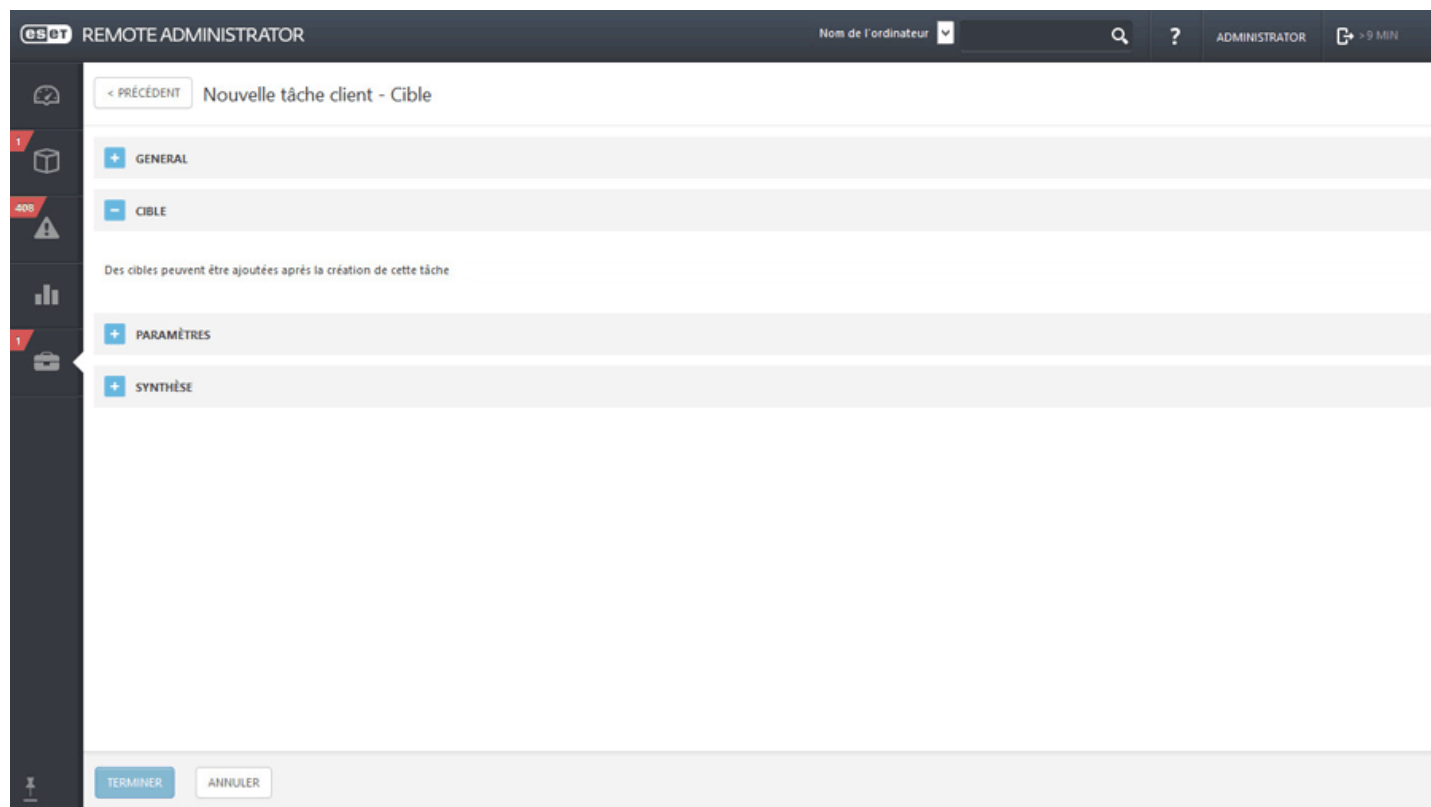 eset REMOTE ADMINISTRATOR
Nom de l'ordinateur
?
ADMINISTRATOR
>9 MIN
< PRÉCÉDENT Nouvelle tâche client - Cible
1
+ GENERAL
408
− CIBLE
Des cibles peuvent être ajoutées après la création de cette tâche
+ PARAMÈTRES
1
+ SYNTHÈSE
TERMINER
ANNULER